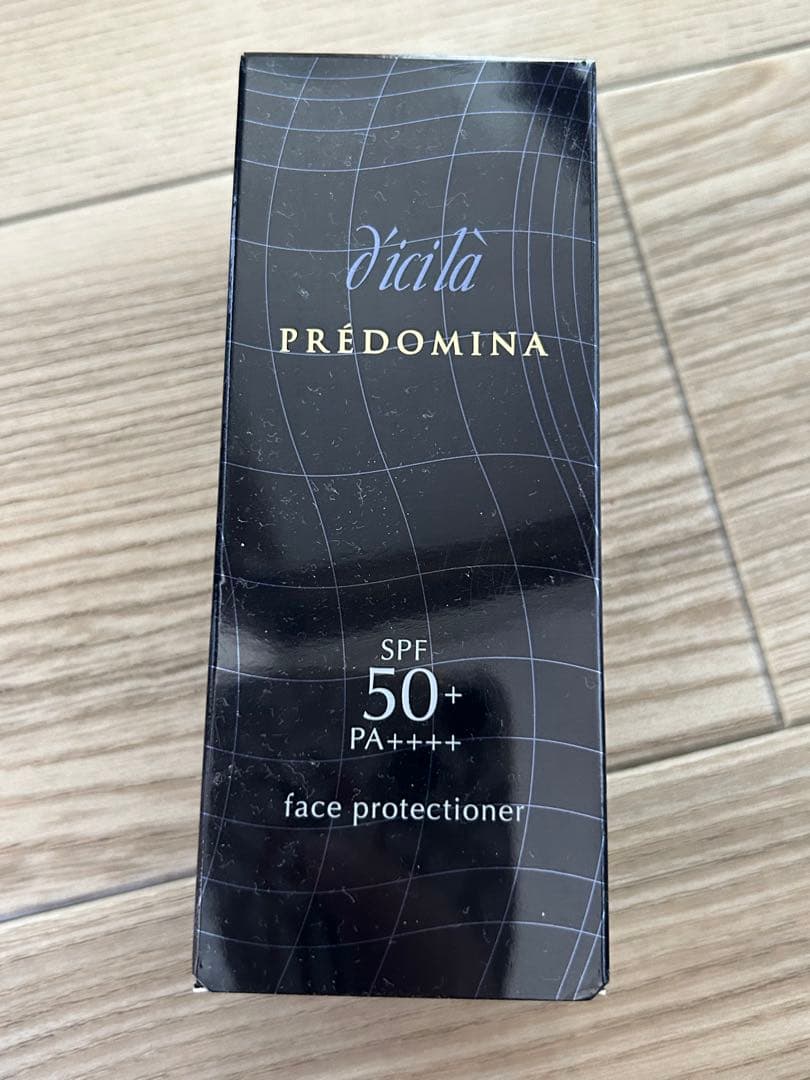 d'icilà
PRÉDOMINA
SPF
50+
PA++++
face protectioner